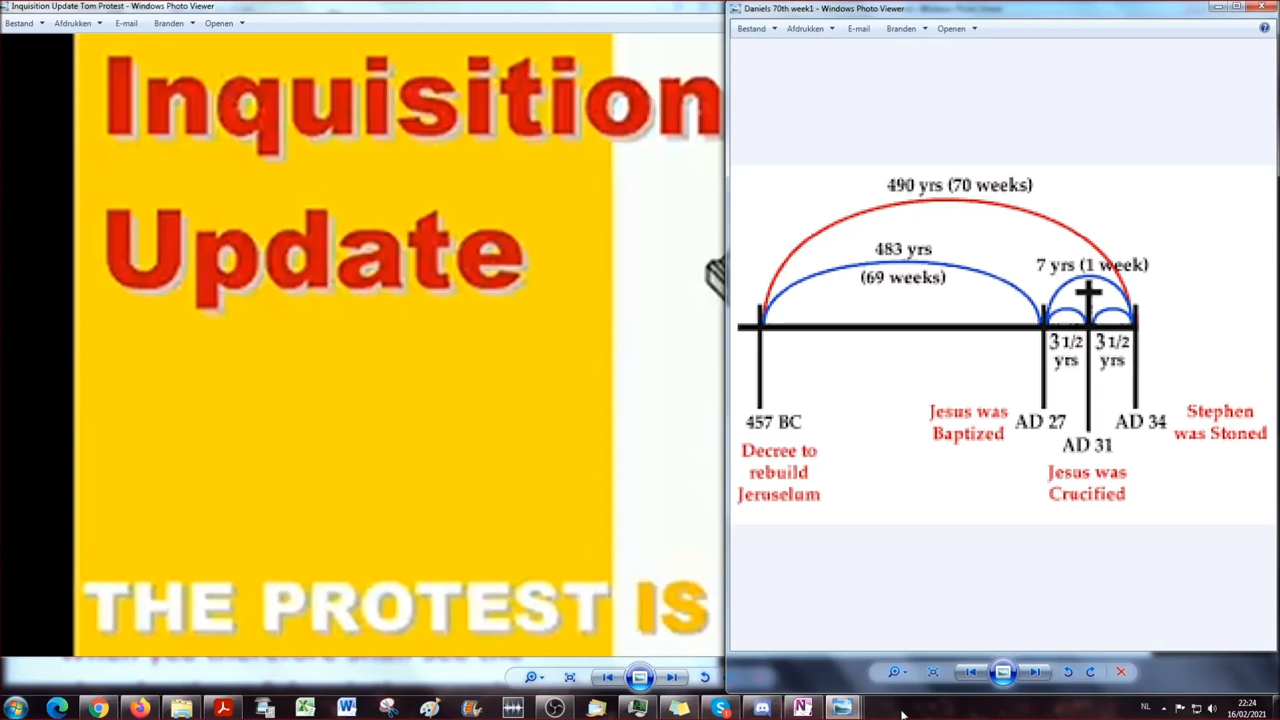 Inquisition Update Tom Protest - Windows Photo Viewer
Bestand Afdrukken E-mail Branden Openen
Inquisition
Update
THE PROTEST IS
Daniels 70th week1 - Windows Photo Viewer
Bestand Afdrukken E-mail Branden Openen
490 yrs (70 weeks)
483 yrs
(69 weeks)
7 yrs (1 week)
3 1/2
yrs
3 1/2
yrs
457 BC
Decree to
rebuild
Jeruselum
Jesus was
Baptized
AD 27
AD 31
Jesus was
Crucified
AD 34
Stephen
was Stoned
NL
22:24
16/02/2021